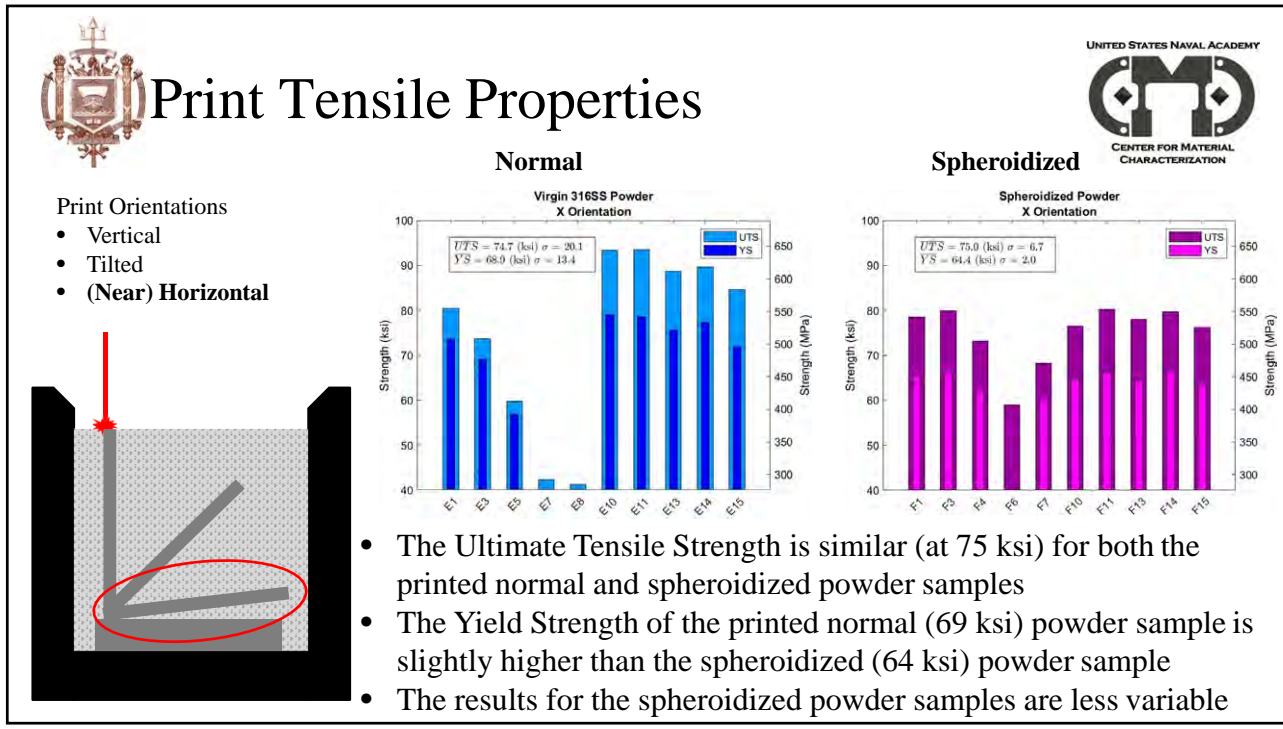 Print Tensile Properties
UNITED STATES NAVAL ACADEMY
CENTER FOR MATERIAL
CHARACTERIZATION
Print Orientations
• Vertical
• Tilted
• (Near) Horizontal
Normal
Virgin 316SS Powder
X Orientation
UTS = 74.7 (ksi) σ = 20.1
YS = 68.9 (ksi) σ = 13.4
UTS
YS
Strength (ksi)
100
90
80
70
60
50
40
Strength (MPa)
650
600
550
500
450
400
350
300
E1 E3 E5 E7 E8 E10 E11 E13 E14 E15
Spheroidized
Spheroidized Powder
X Orientation
UTS = 75.0 (ksi) σ = 6.7
YS = 64.4 (ksi) σ = 2.0
UTS
YS
Strength (ksi)
100
90
80
70
60
50
40
Strength (MPa)
650
600
550
500
450
400
350
300
F1 F3 F4 F6 F7 F10 F11 F13 F14 F15
• The Ultimate Tensile Strength is similar (at 75 ksi) for both the
printed normal and spheroidized powder samples
• The Yield Strength of the printed normal (69 ksi) powder sample is
slightly higher than the spheroidized (64 ksi) powder sample
• The results for the spheroidized powder samples are less variable